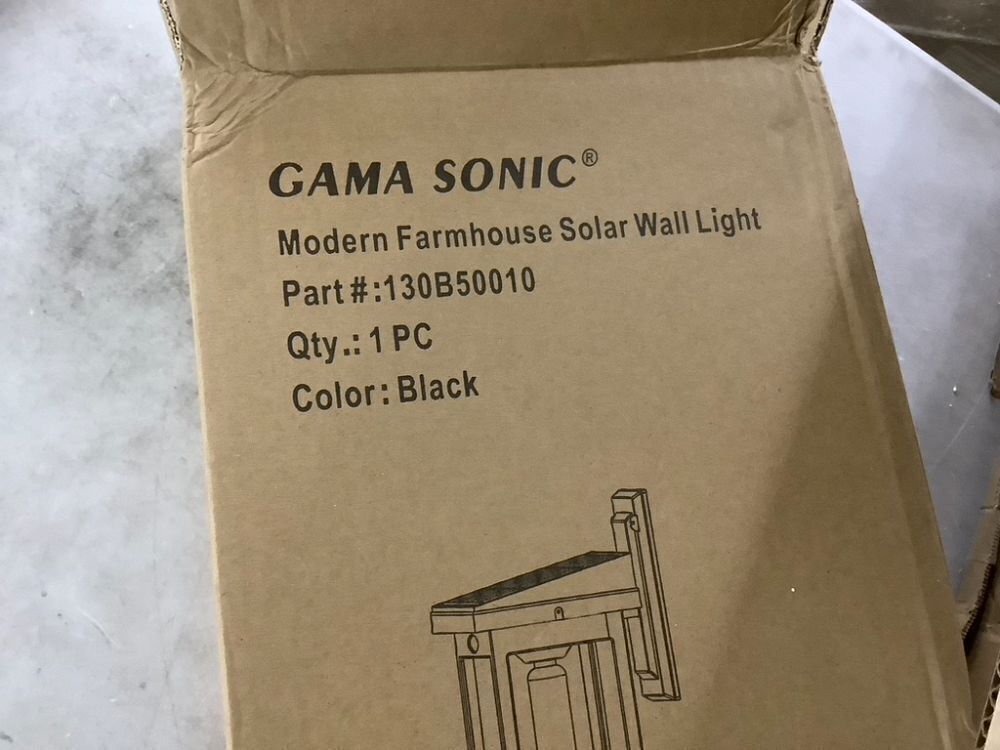 GAMA SONIC®
Modern Farmhouse Solar Wall Light
Part #:130B50010
Qty.: 1 PC
Color: Black